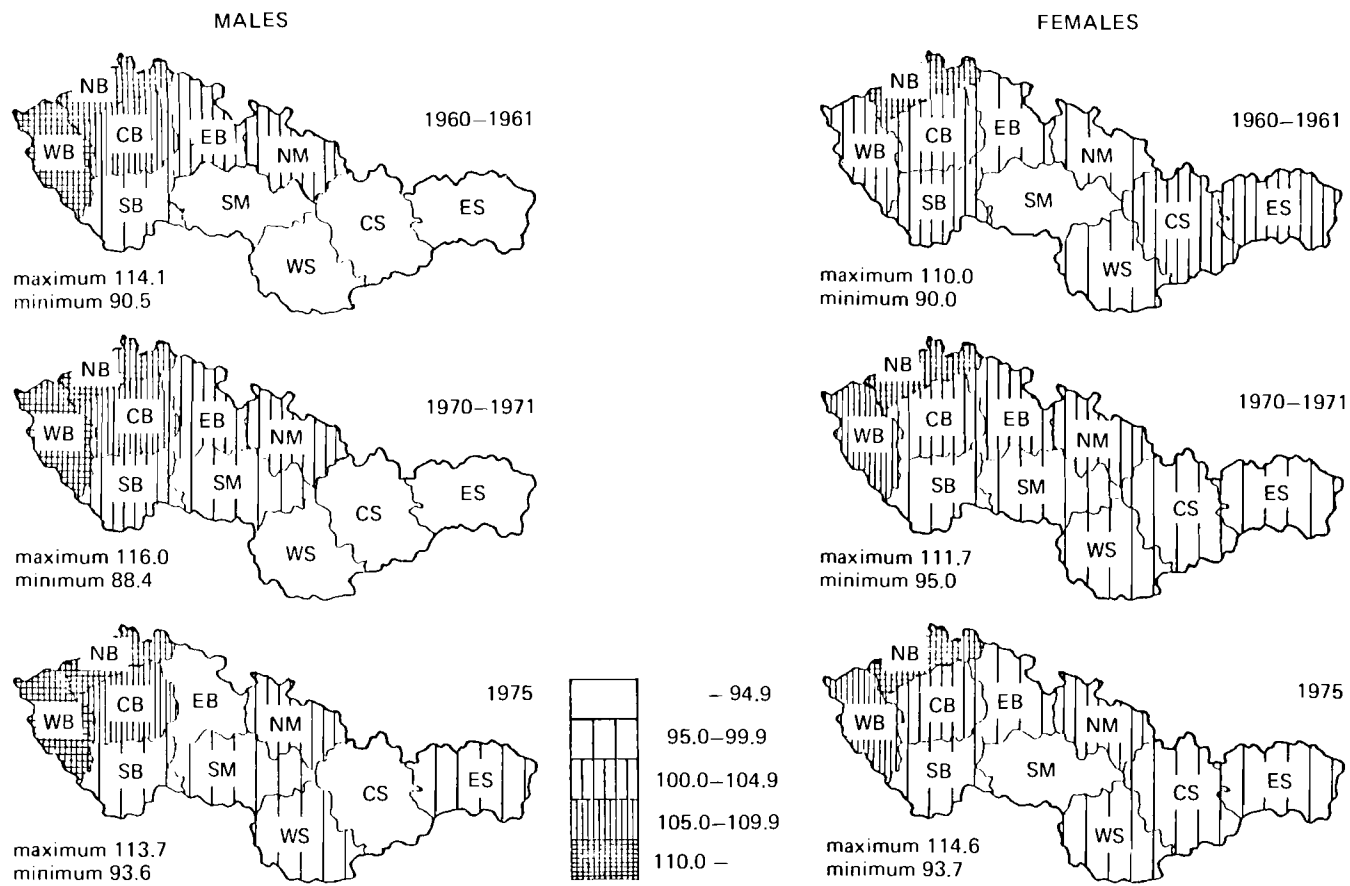 MALES
FEMALES
NB
WB
CB
EB
NM
SB
SM
CS
ES
WS
1960–1961
maximum 114.1
minimum 90.5
NB
WB
CB
EB
NM
SB
SM
CS
ES
WS
1960–1961
maximum 110.0
minimum 90.0
NB
WB
CB
EB
NM
SB
SM
CS
ES
WS
1970–1971
maximum 116.0
minimum 88.4
NB
WB
CB
EB
NM
SB
SM
CS
ES
WS
1970–1971
maximum 111.7
minimum 95.0
NB
WB
CB
EB
NM
SB
SM
CS
ES
WS
1975
maximum 113.7
minimum 93.6
– 94.9
95.0–99.9
100.0–104.9
105.0–109.9
110.0 –
NB
WB
CB
EB
NM
SB
SM
CS
ES
WS
1975
maximum 114.6
minimum 93.7